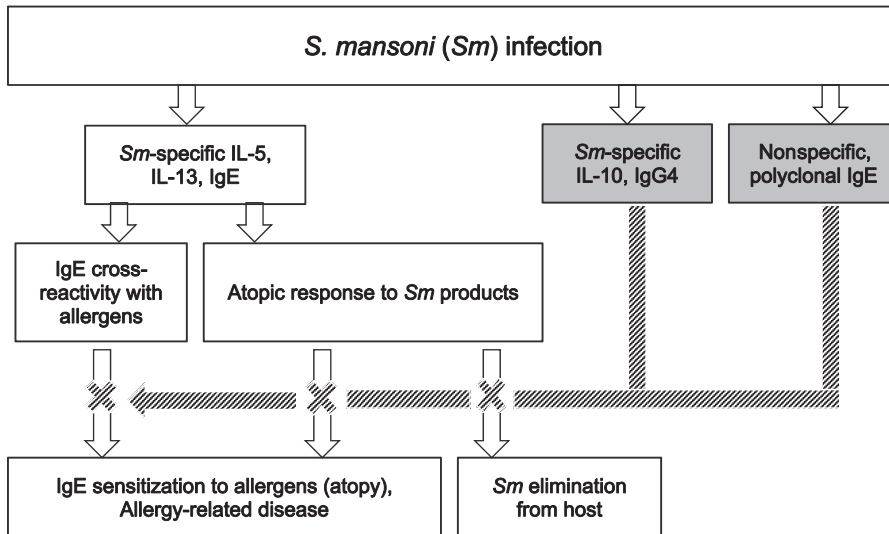 S. mansoni (Sm) infection
Sm-specific IL-5,
IL-13, IgE
Sm-specific
IL-10, IgG4
Nonspecific,
polyclonal IgE
IgE cross-
reactivity with
allergens
Atopic response to Sm products
IgE sensitization to allergens (atopy),
Allergy-related disease
Sm elimination
from host